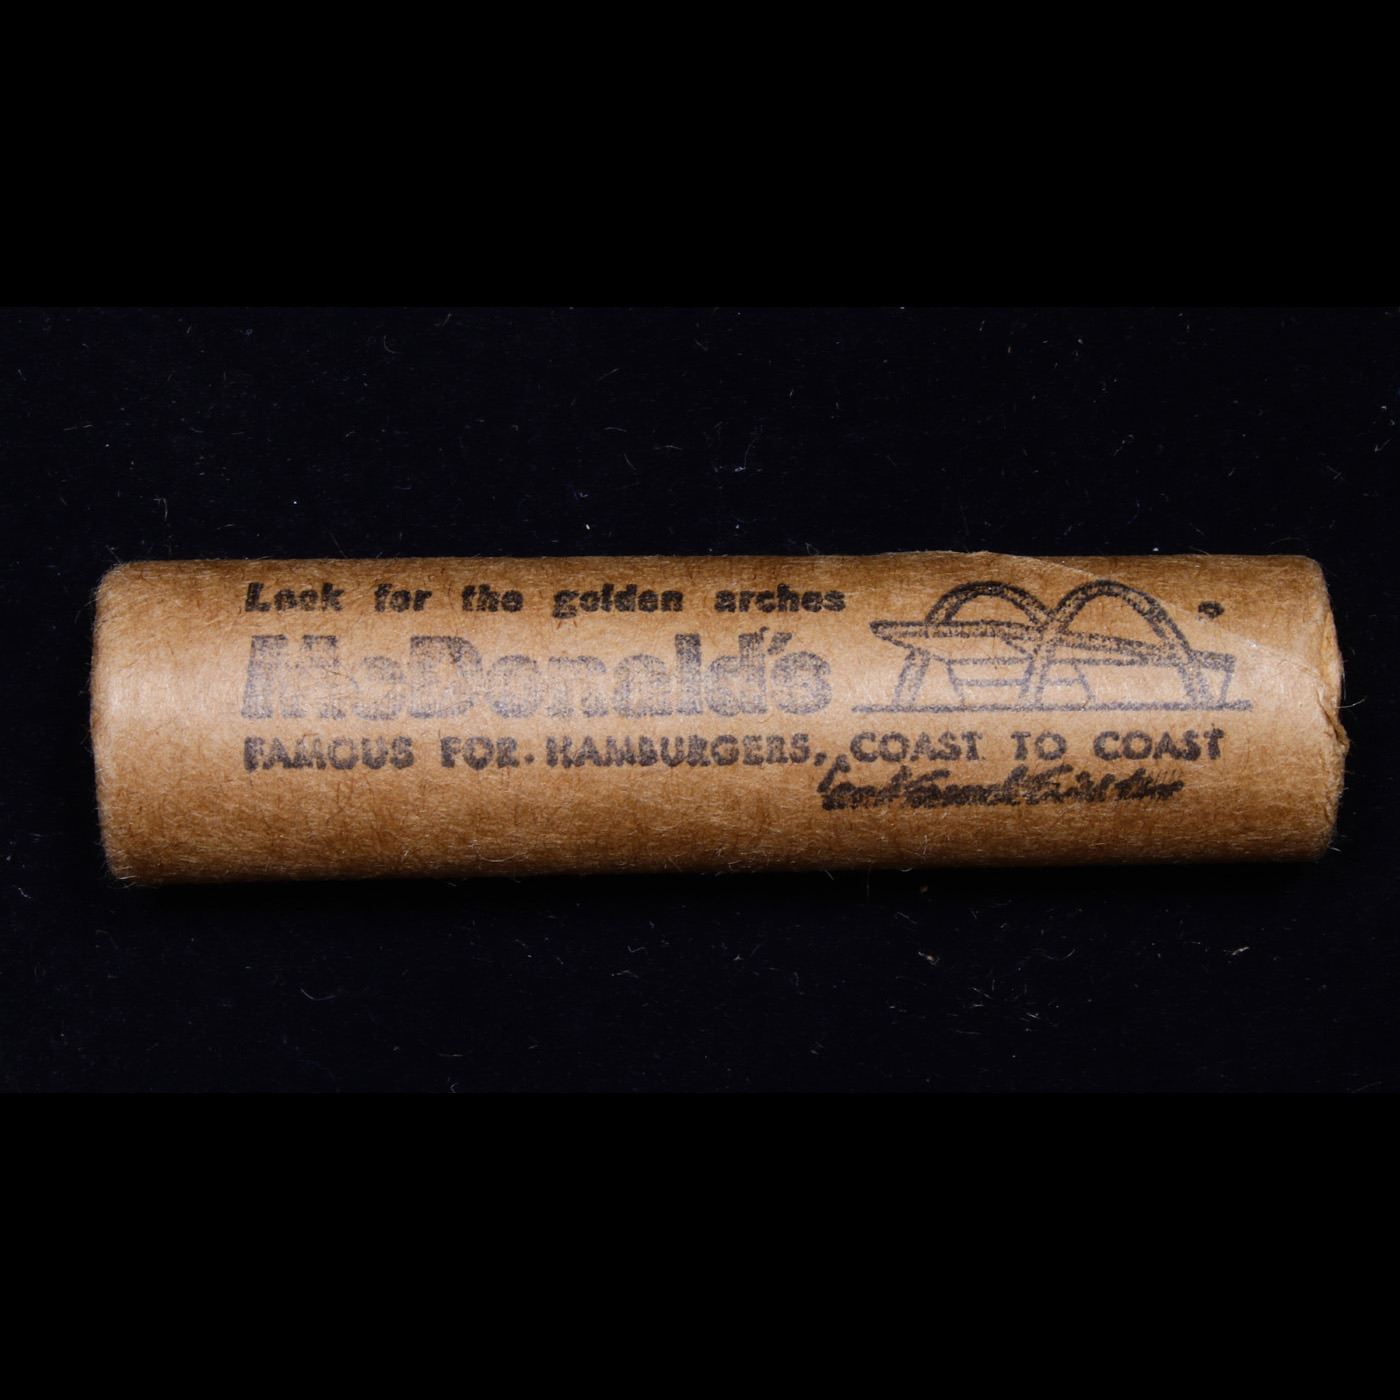 Look for the golden arches
McDonald's
FAMOUS FOR HAMBURGERS, COAST TO COAST